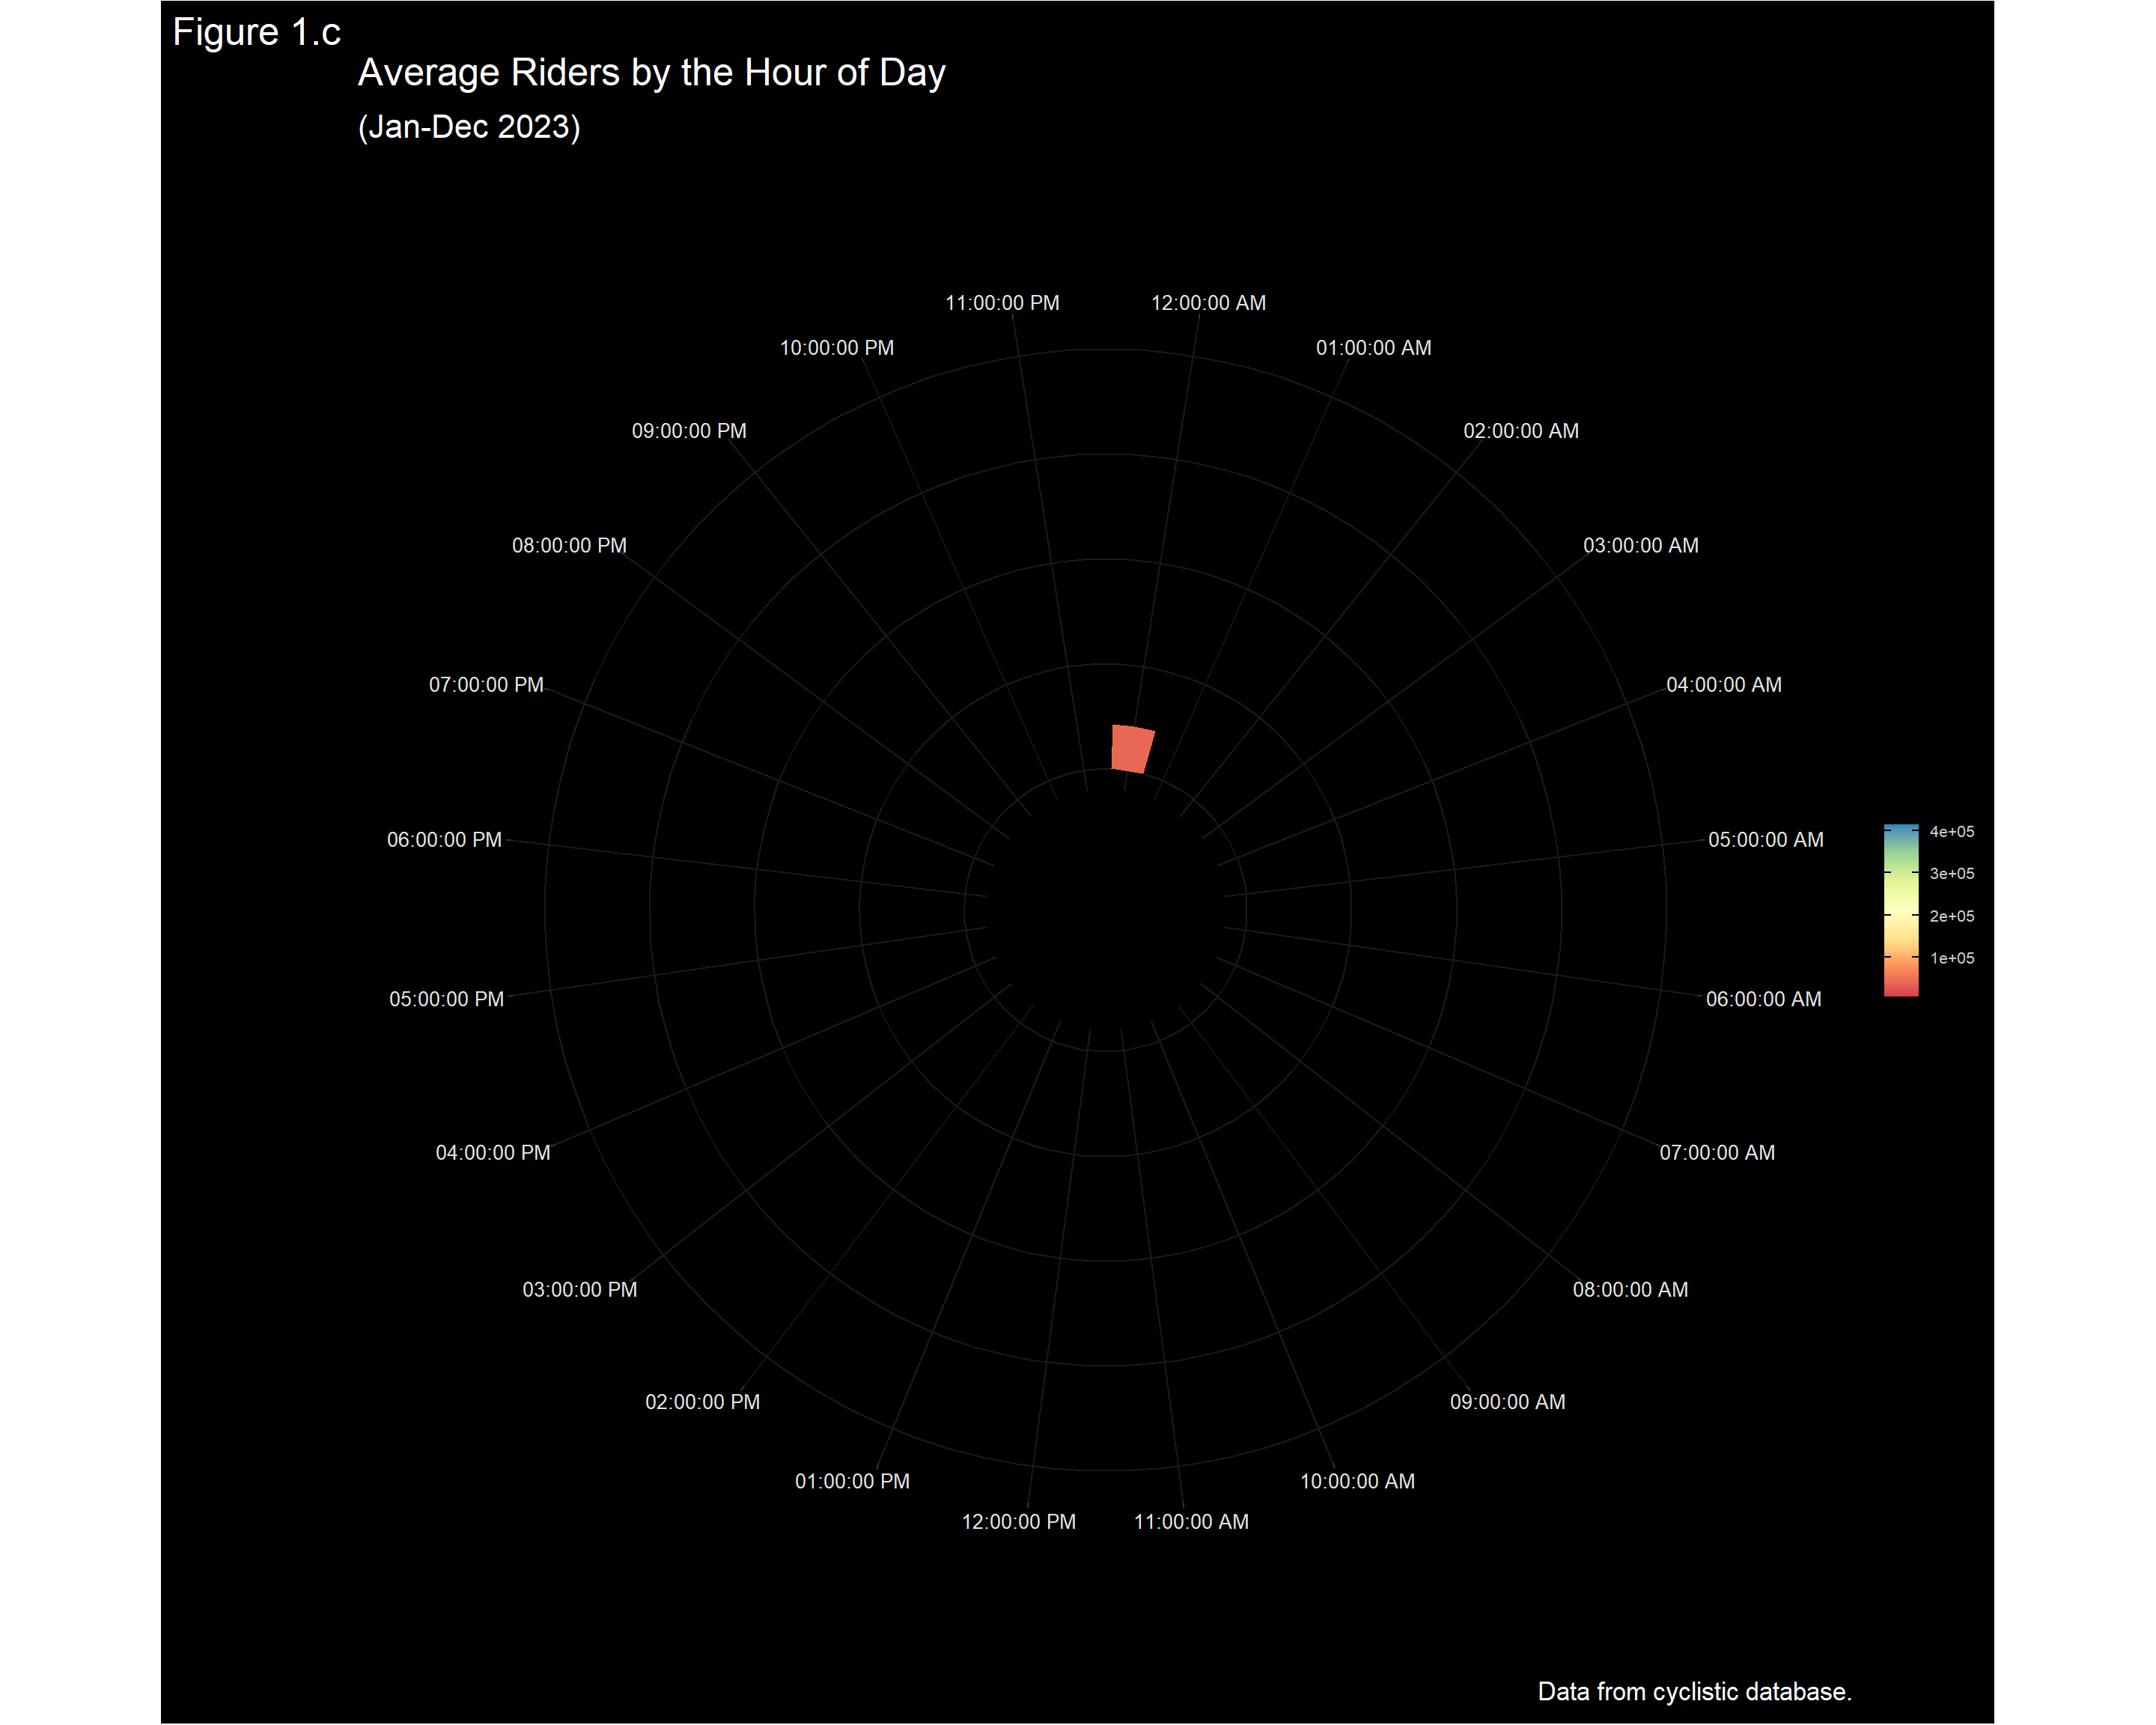 Figure 1.c
Average Riders by the Hour of Day
(Jan-Dec 2023)
11:00:00 PM
12:00:00 AM
10:00:00 PM
01:00:00 AM
09:00:00 PM
02:00:00 AM
08:00:00 PM
03:00:00 AM
07:00:00 PM
04:00:00 AM
06:00:00 PM
05:00:00 AM
4e+05
3e+05
2e+05
1e+05
05:00:00 PM
06:00:00 AM
04:00:00 PM
07:00:00 AM
03:00:00 PM
08:00:00 AM
02:00:00 PM
09:00:00 AM
01:00:00 PM
10:00:00 AM
12:00:00 PM
11:00:00 AM
Data from cyclistic database.